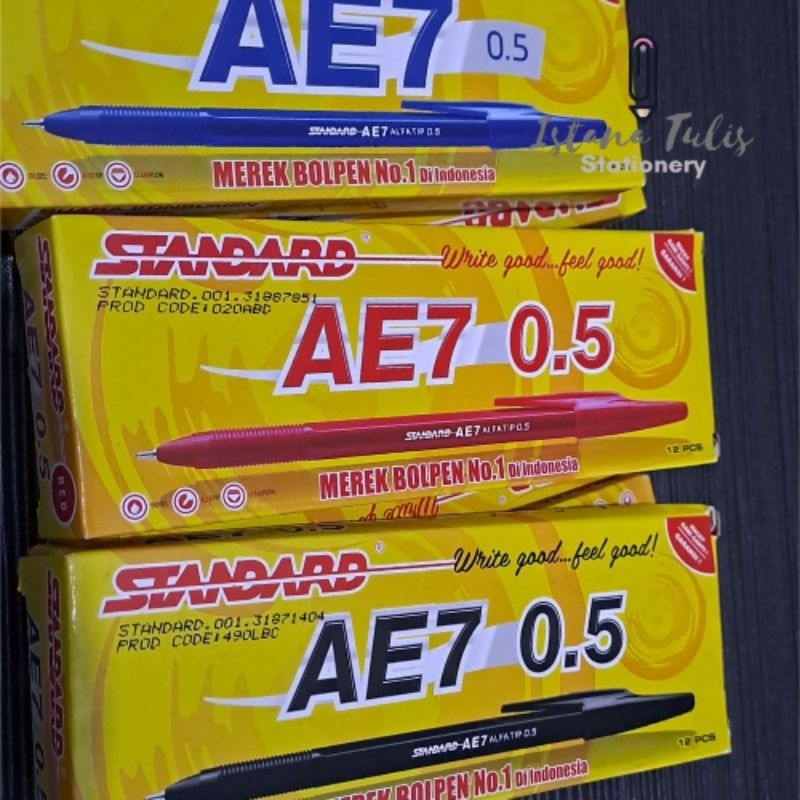 AE7
0.5
STANDARD AE7 ALFATIP 0.5
Istana Tulis
Stationery
MEREK BOLPEN No.1 Di Indonesia
STANDARD
®
Write good...feel good!
STANDARD.001.31887851
PROD CODE:020ABD
AE7 0.5
STANDARD AE7 ALFATIP 0.5
12 PCS
MEREK BOLPEN No.1 Di Indonesia
STANDARD
AE7 0.5
RED
STANDARD
®
Write good...feel good!
STANDARD.001.31871404
PROD CODE:490LBC
AE7 0.5
STANDARD AE7 ALFATIP 0.5
12 PCS
MEREK BOLPEN No.1 Di Indonesia
STANDARD
AE7